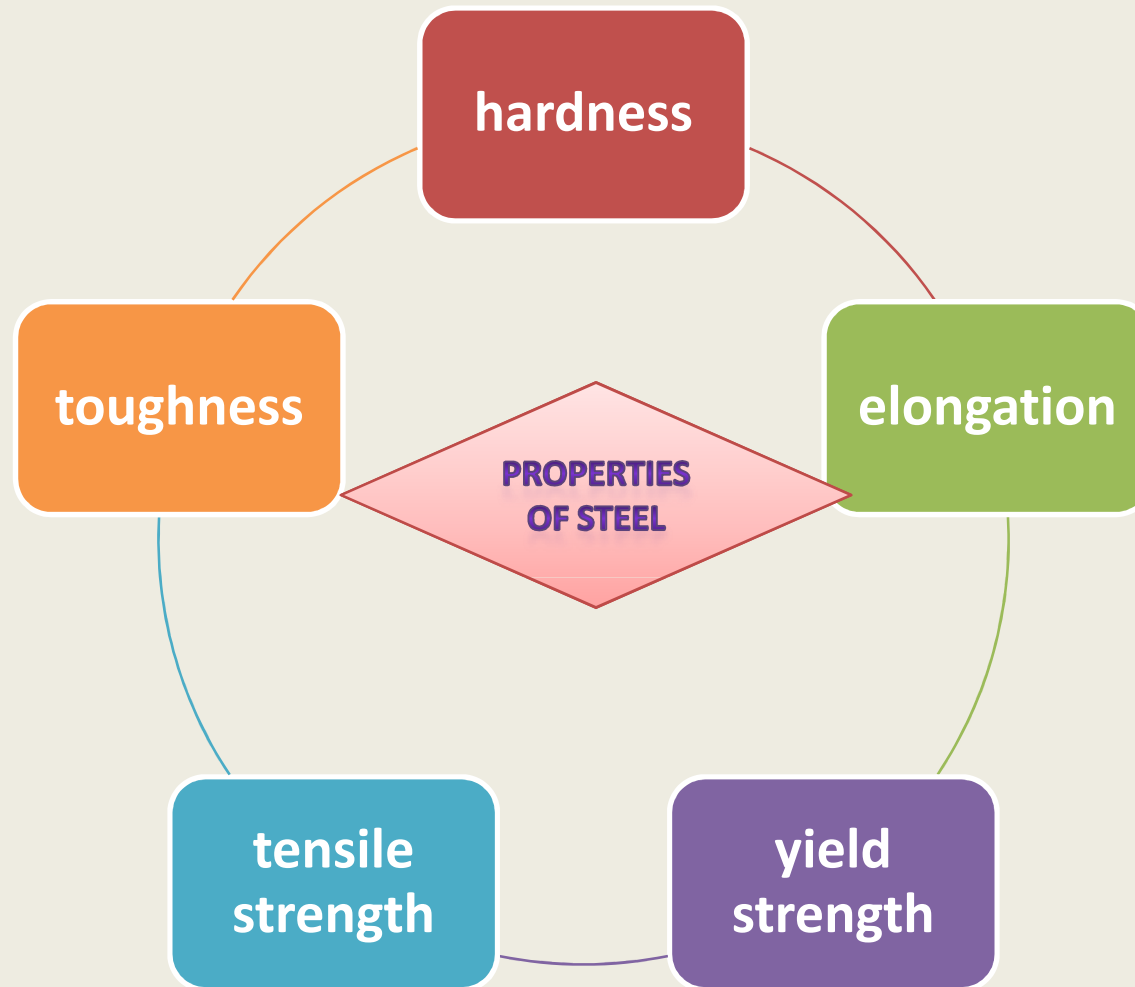 hardness
toughness
elongation
PROPERTIES
OF STEEL
tensile
strength
yield
strength